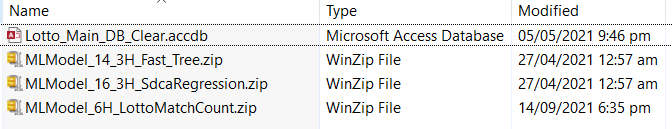 Name Type Modified
Lotto_Main_DB_Clear.accdb Microsoft Access Database 05/05/2021 9:46 pm
MLModel_14_3H_Fast_Tree.zip WinZip File 27/04/2021 12:57 am
MLModel_16_3H_SdcaRegression.zip WinZip File 27/04/2021 12:57 am
MLModel_6H_LottoMatchCount.zip WinZip File 14/09/2021 6:35 pm